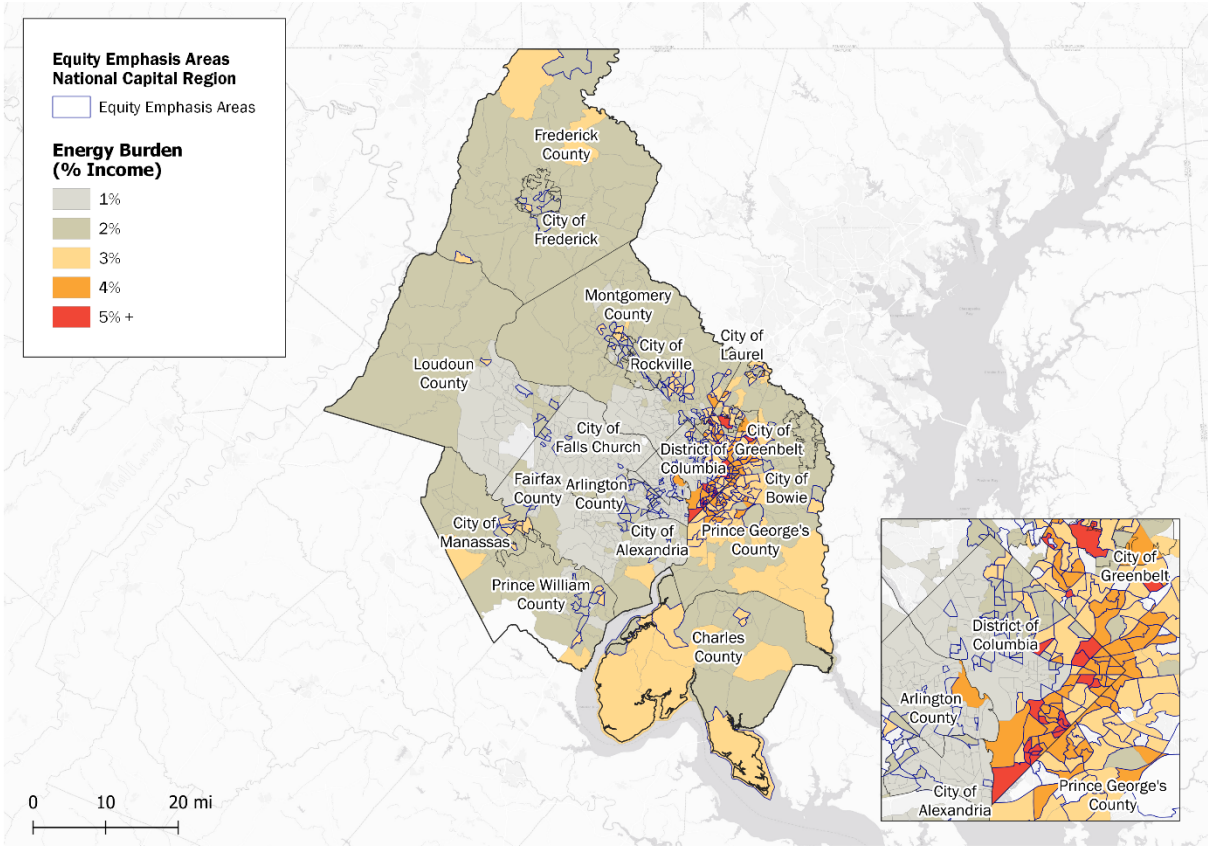 Equity Emphasis Areas
National Capital Region
Equity Emphasis Areas
Energy Burden
(% Income)
1%
2%
3%
4%
5% +
Frederick
County
City of
Frederick
Montgomery
County
City of
Rockville
City of
Laurel
Loudoun
County
City of
Falls Church
District of
Columbia
City of
Greenbelt
City of
Bowie
Fairfax
County
Arlington
County
City of
Manassas
City of
Alexandria
Prince George's
County
Prince William
County
Charles
County
0 10 20 mi
City of
Greenbelt
District of
Columbia
Arlington
County
City of
Alexandria
Prince George's
County